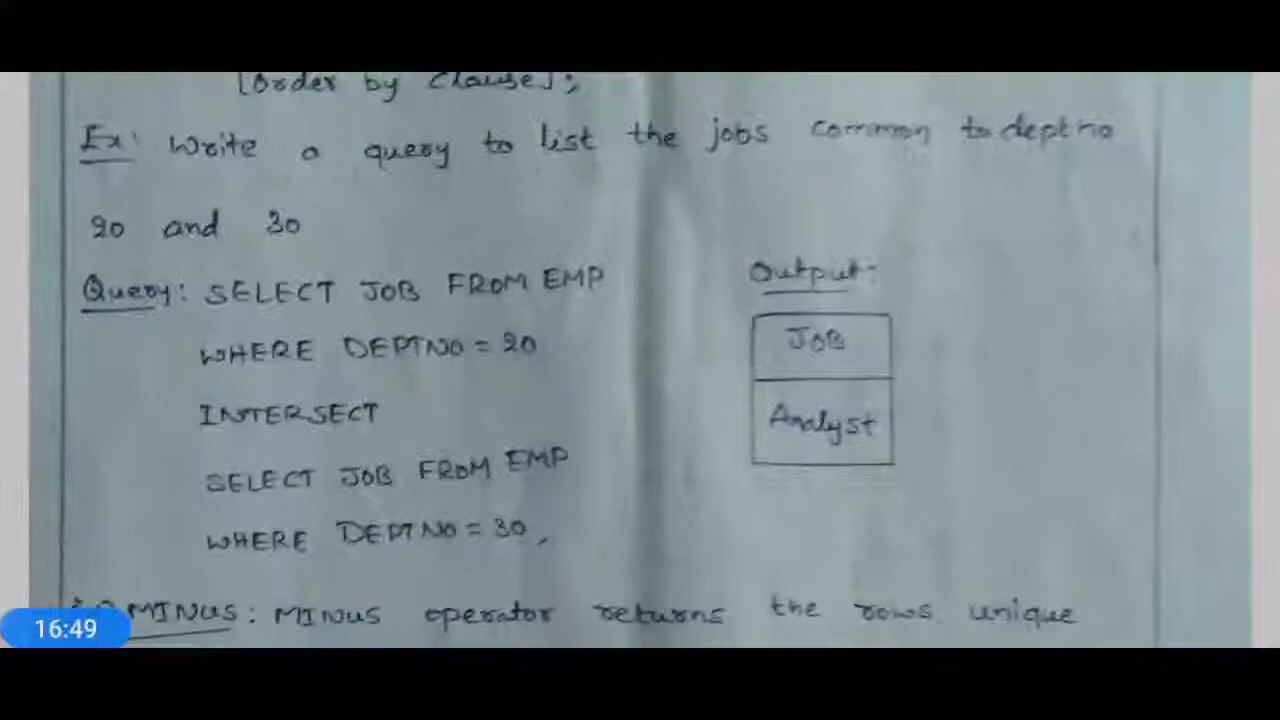 [Order by Clause];
Ex: Write a query to list the jobs common to deptno
20 and 30
Query: SELECT JOB FROM EMP
WHERE DEPTNO = 20
INTERSECT
SELECT JOB FROM EMP
WHERE DEPTNO = 30,
Output:
JOB
Analyst
MINUS: MINUS operator returns the rows unique
16:49